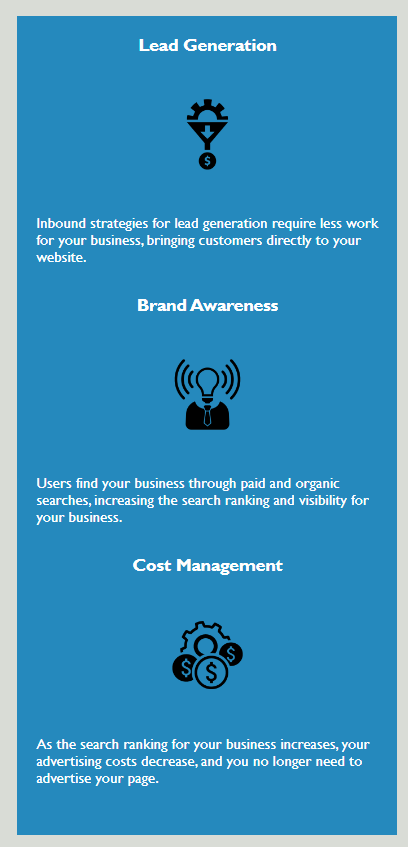 Lead Generation
$
Inbound strategies for lead generation require less work
for your business, bringing customers directly to your
website.
Brand Awareness
Users find your business through paid and organic
searches, increasing the search ranking and visibility for
your business.
Cost Management
$ $ $
As the search ranking for your business increases, your
advertising costs decrease, and you no longer need to
advertise your page.